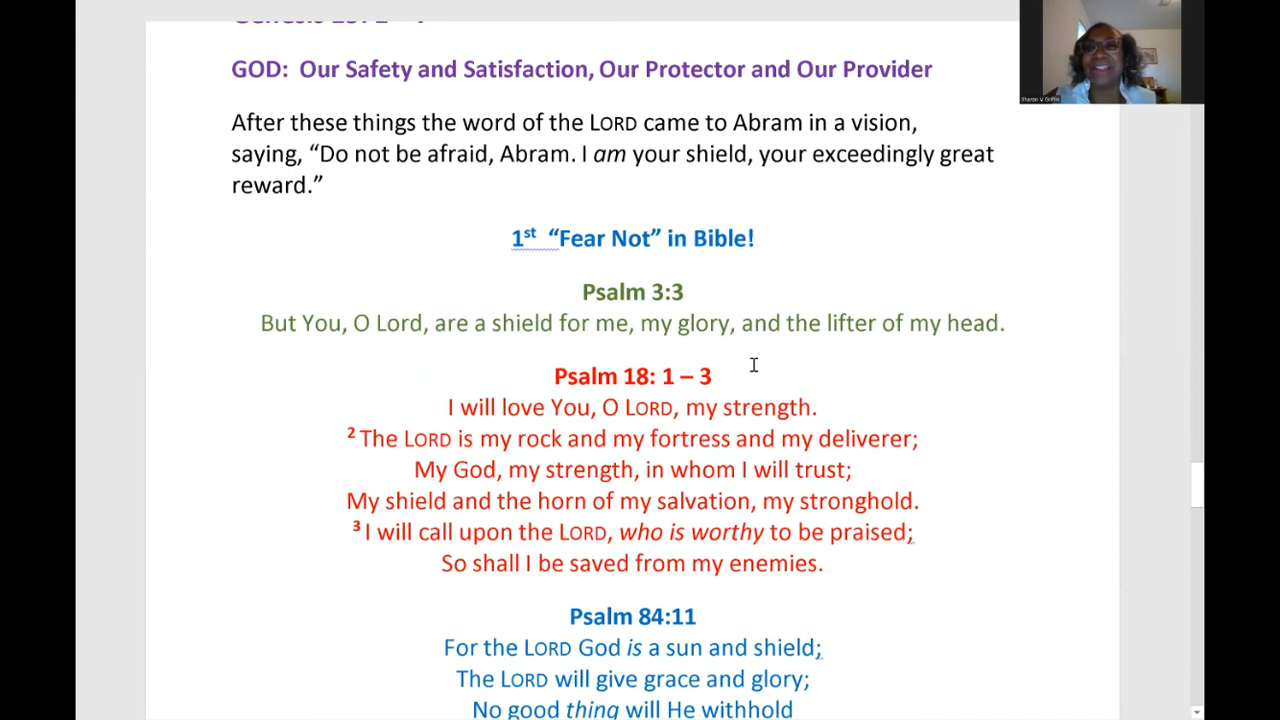 GOD:  Our Safety and Satisfaction, Our Protector and Our Provider
After these things the word of the LORD came to Abram in a vision,
saying, “Do not be afraid, Abram. I am your shield, your exceedingly great
reward.”
1st  “Fear Not” in Bible!
Psalm 3:3
But You, O Lord, are a shield for me, my glory, and the lifter of my head.
Psalm 18: 1 – 3
I will love You, O LORD, my strength.
2 The LORD is my rock and my fortress and my deliverer;
My God, my strength, in whom I will trust;
My shield and the horn of my salvation, my stronghold.
3 I will call upon the LORD, who is worthy to be praised;
So shall I be saved from my enemies.
Psalm 84:11
For the LORD God is a sun and shield;
The LORD will give grace and glory;
No good thing will He withhold
Sharon V Griffin